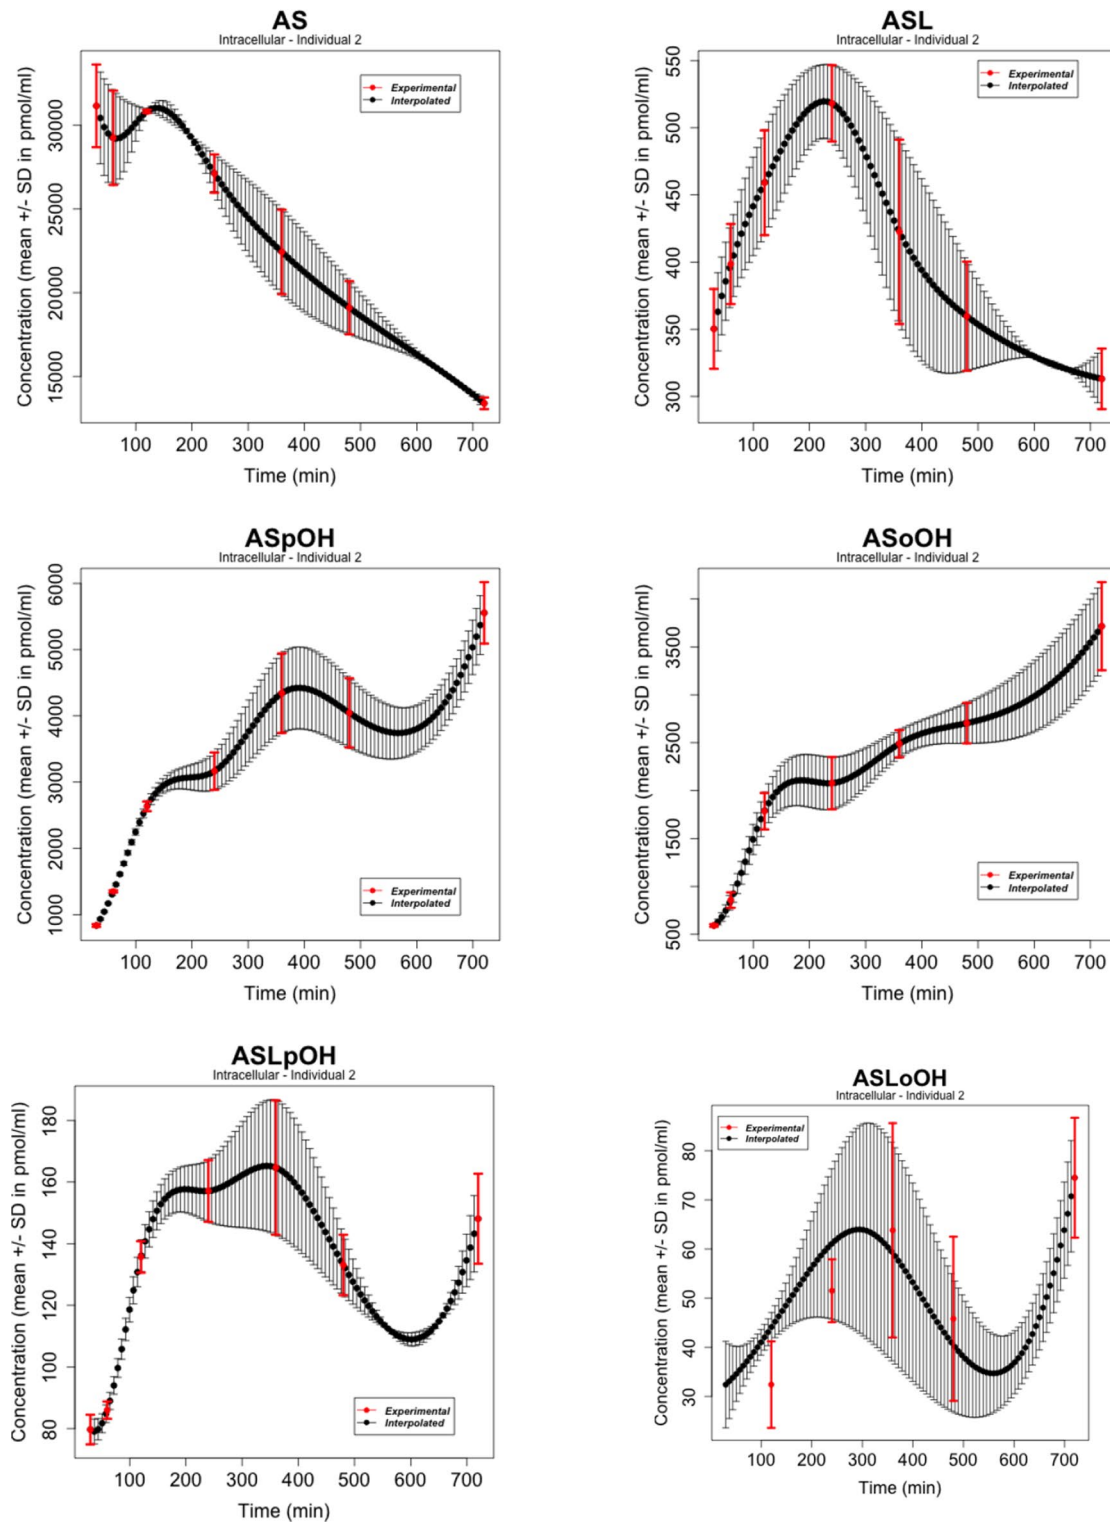 AS
Intracellular - Individual 2
Concentration (mean +/- SD in pmol/ml)
30000
25000
20000
15000
Experimental
Interpolated
100 200 300 400 500 600 700
Time (min)
ASL
Intracellular - Individual 2
Concentration (mean +/- SD in pmol/ml)
550
500
450
400
350
300
Experimental
Interpolated
100 200 300 400 500 600 700
Time (min)
ASpOH
Intracellular - Individual 2
Concentration (mean +/- SD in pmol/ml)
6000
5000
4000
3000
2000
1000
Experimental
Interpolated
100 200 300 400 500 600 700
Time (min)
ASoOH
Intracellular - Individual 2
Concentration (mean +/- SD in pmol/ml)
3500
2500
1500
500
Experimental
Interpolated
100 200 300 400 500 600 700
Time (min)
ASLpOH
Intracellular - Individual 2
Concentration (mean +/- SD in pmol/ml)
180
160
140
120
100
80
Experimental
Interpolated
100 200 300 400 500 600 700
Time (min)
ASLoOH
Intracellular - Individual 2
Concentration (mean +/- SD in pmol/ml)
80
70
60
50
40
30
Experimental
Interpolated
100 200 300 400 500 600 700
Time (min)